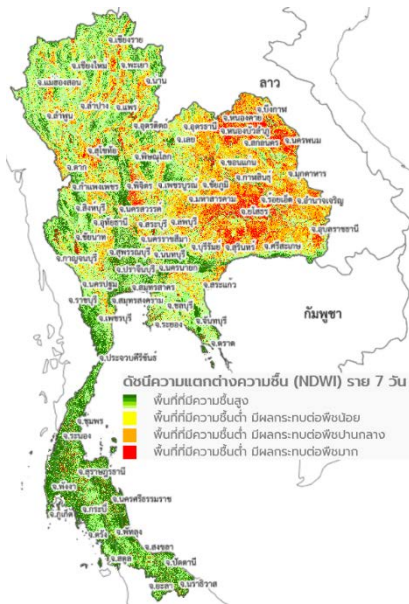 จ.เชียงราย
จ.เชียงใหม่
จ.พะเยา
จ.แม่ฮ่องสอน
จ.น่าน
ลาว
จ.ลำปาง
จ.แพร่
จ.บึงกาฬ
จ.ลำพูน
จ.อุตรดิตถ์
จ.อุดรธานี
จ.หนองคาย
จ.เลย
จ.หนองบัวลำภู
จ.นครพนม
จ.สุโขทัย
จ.พิษณุโลก
จ.สกลนคร
จ.ตาก
จ.ขอนแก่น
จ.มุกดาหาร
จ.กำแพงเพชร
จ.พิจิตร
จ.เพชรบูรณ์
จ.ชัยภูมิ
จ.กาฬสินธุ์
จ.มหาสารคาม
จ.ร้อยเอ็ด
จ.อำนาจเจริญ
จ.สิงห์บุรี
จ.นครสวรรค์
จ.ยโสธร
จ.อุทัยธานี
จ.สระบุรี
จ.ลพบุรี
จ.อุบลราชธานี
จ.ชัยนาท
จ.นครราชสีมา
จ.บุรีรัมย์
จ.สุรินทร์
จ.ศรีสะเกษ
จ.สุพรรณบุรี
จ.นนทบุรี
จ.กาญจนบุรี
จ.ปราจีนบุรี
จ.นครนายก
จ.นครปฐม
จ.สมุทรสาคร
จ.สระแก้ว
จ.ราชบุรี
จ.สมุทรสงคราม
จ.ชลบุรี
กัมพูชา
จ.เพชรบุรี
จ.ระยอง
จ.จันทบุรี
จ.ตราด
จ.ประจวบคีรีขันธ์
ดัชนีความแตกต่างความชื้น (NDWI) ราย 7 วัน
พื้นที่ที่มีความชื้นสูง
พื้นที่ที่มีความชื้นต่ำ มีผลกระทบต่อพืชน้อย
พื้นที่ที่มีความชื้นต่ำ มีผลกระทบต่อพืชปานกลาง
พื้นที่ที่มีความชื้นต่ำ มีผลกระทบต่อพืชมาก
จ.ชุมพร
จ.ระนอง
จ.สุราษฎร์ธานี
จ.พังงา
จ.นครศรีธรรมราช
จ.ภูเก็ต
จ.กระบี่
จ.ตรัง
จ.พัทลุง
จ.สงขลา
จ.สตูล
จ.ปัตตานี
จ.ยะลา
จ.นราธิวาส